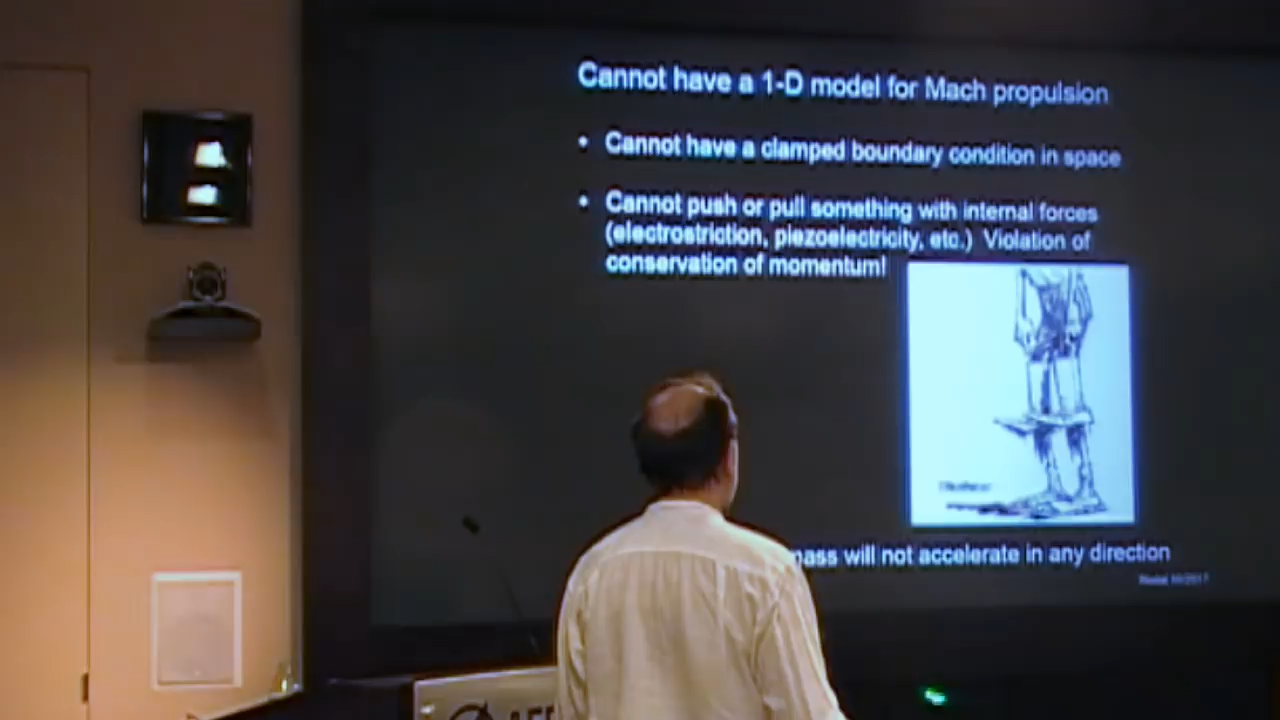 Cannot have a 1-D model for Mach propulsion
• Cannot have a clamped boundary condition in space
• Cannot push or pull something with internal forces
(electrostriction, piezoelectricity, etc.) Violation of
conservation of momentum!
mass will not accelerate in any direction